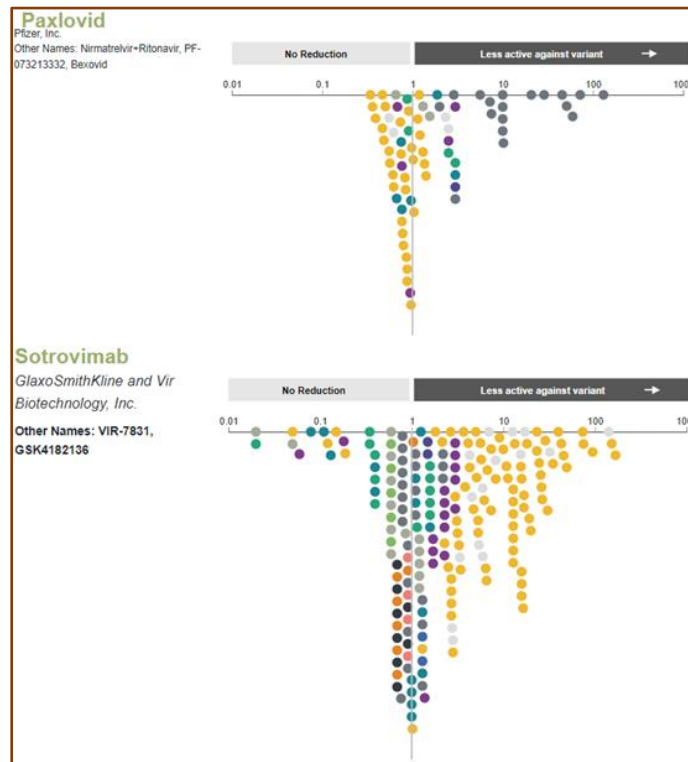 Paxlovid
Pfizer, Inc.
Other Names: Nirmatrelvir+Ritonavir, PF-
073213332, Bexovid
No Reduction
Less active against variant
0.01 0.1 1 10 100 100
Sotrovimab
GlaxoSmithKline and Vir
Biotechnology, Inc.
Other Names: VIR-7831,
GSK4182136
No Reduction
Less active against variant
0.01 0.1 1 10 100